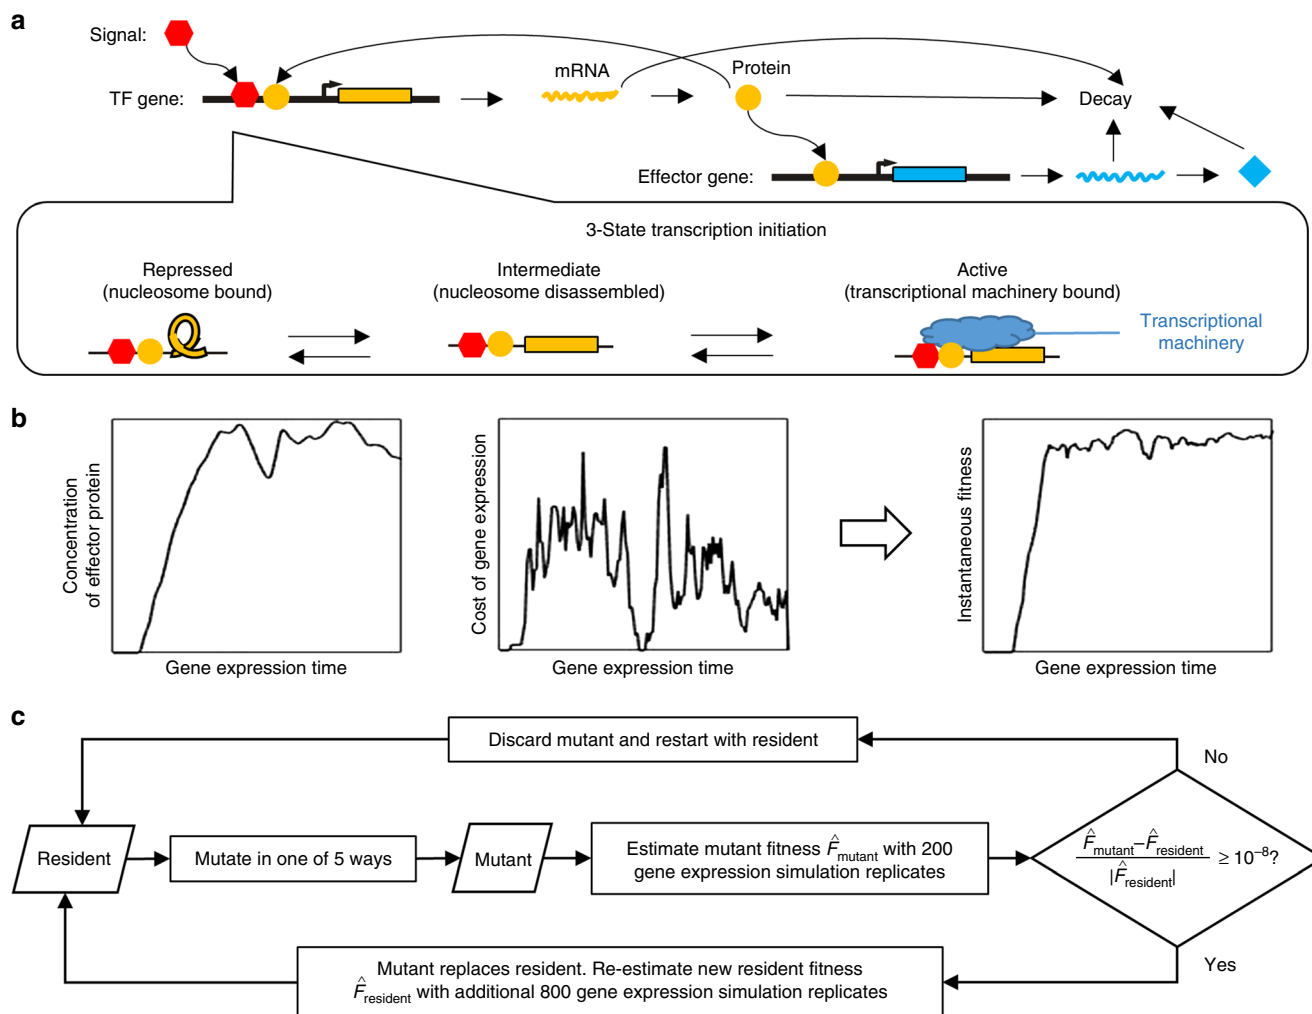 a
Signal:
TF gene:
mRNA
Protein
Decay
Effector gene:
3-State transcription initiation
Repressed
(nucleosome bound)
Intermediate
(nucleosome disassembled)
Active
(transcriptional machinery bound)
Transcriptional
machinery
b
Concentration
of effector protein
Gene expression time
Cost of gene expression
Gene expression time
Instantaneous fitness
Gene expression time
c
Discard mutant and restart with resident
No
Resident
Mutate in one of 5 ways
Mutant
Estimate mutant fitness F̂mutant with 200
gene expression simulation replicates
F̂mutant–F̂resident
|F̂resident|
≥ 10⁻⁸?
Yes
Mutant replaces resident. Re-estimate new resident fitness
F̂resident with additional 800 gene expression simulation replicates